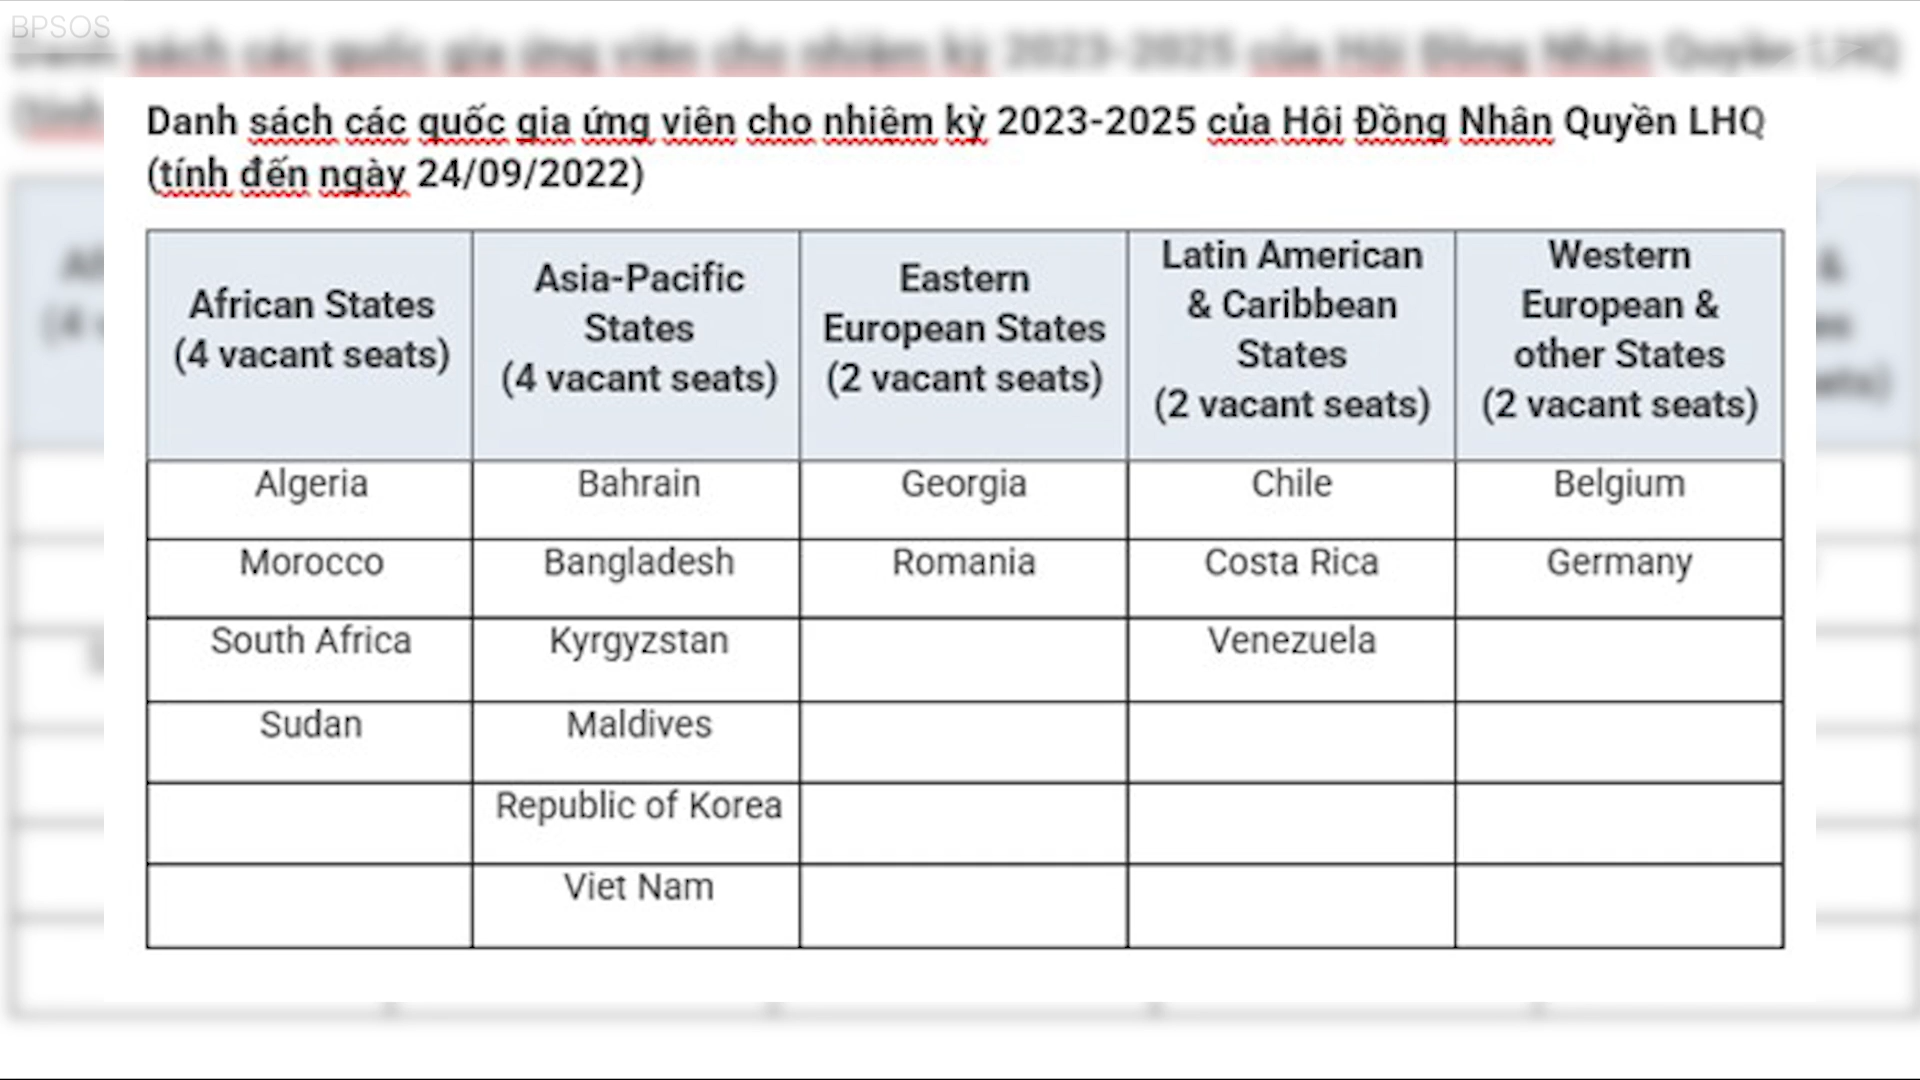 BPSOS
Danh sách các quốc gia ứng viên cho nhiệm kỳ 2023-2025 của Hội Đồng Nhân Quyền LHQ
(tính đến ngày 24/09/2022)
African States
(4 vacant seats)
Asia-Pacific
States
(4 vacant seats)
Eastern
European States
(2 vacant seats)
Latin American
& Caribbean
States
(2 vacant seats)
Western
European &
other States
(2 vacant seats)
Algeria
Bahrain
Georgia
Chile
Belgium
Morocco
Bangladesh
Romania
Costa Rica
Germany
South Africa
Kyrgyzstan
Venezuela
Sudan
Maldives
Republic of Korea
Viet Nam